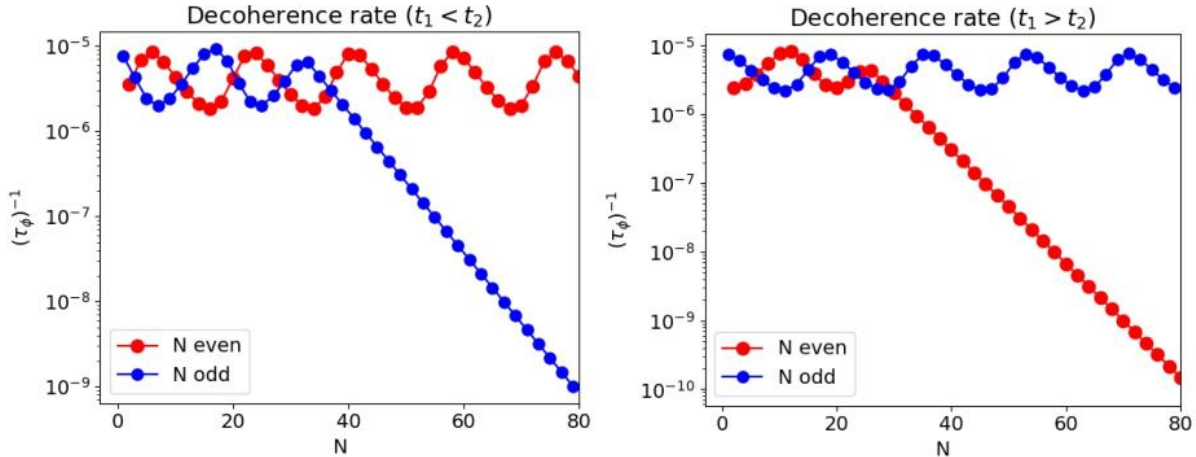 Decoherence rate (t₁ < t₂)
10⁻⁵
10⁻⁶
10⁻⁷
10⁻⁸
10⁻⁹
(τ_ϕ)⁻¹
N even
N odd
0 20 40 60 80
N
Decoherence rate (t₁ > t₂)
10⁻⁵
10⁻⁶
10⁻⁷
10⁻⁸
10⁻⁹
10⁻¹⁰
(τ_ϕ)⁻¹
N even
N odd
0 20 40 60 80
N